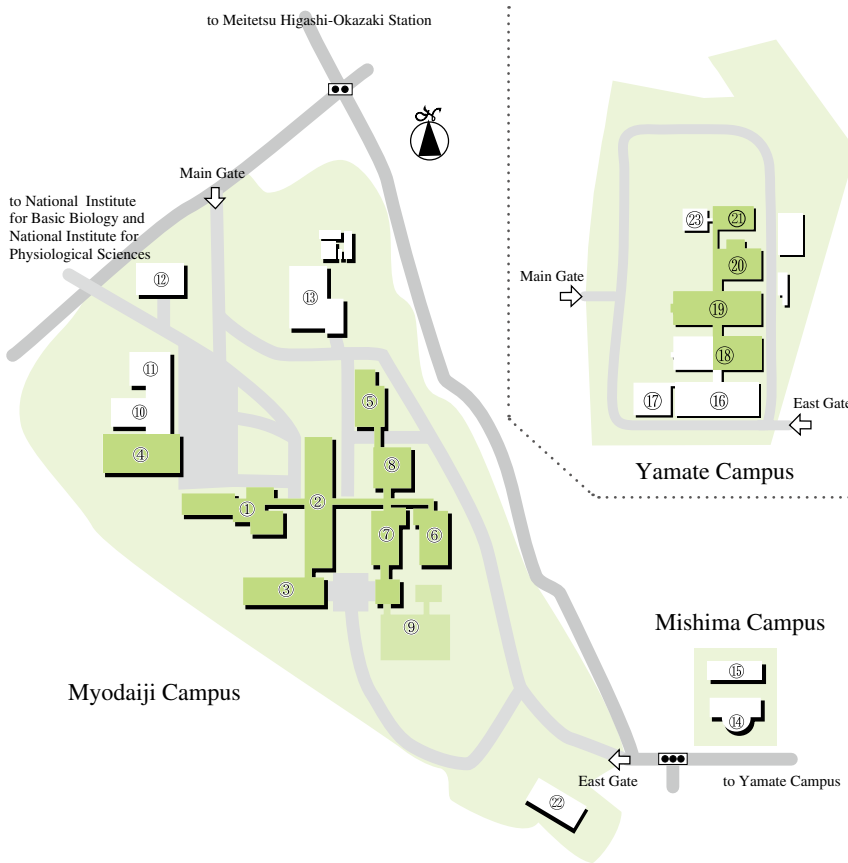 to Meitetsu Higashi-Okazaki Station
N
Main Gate
to National Institute
for Basic Biology and
National Institute for
Physiological Sciences
⑫
⑬
⑪
⑩
④
⑤
⑧
①
②
⑦
⑥
③
⑨
Myodaiji Campus
㉓
㉑
⑳
Main Gate
⑲
⑱
⑰
⑯
East Gate
Yamate Campus
Mishima Campus
⑮
⑭
East Gate
to Yamate Campus
㉒